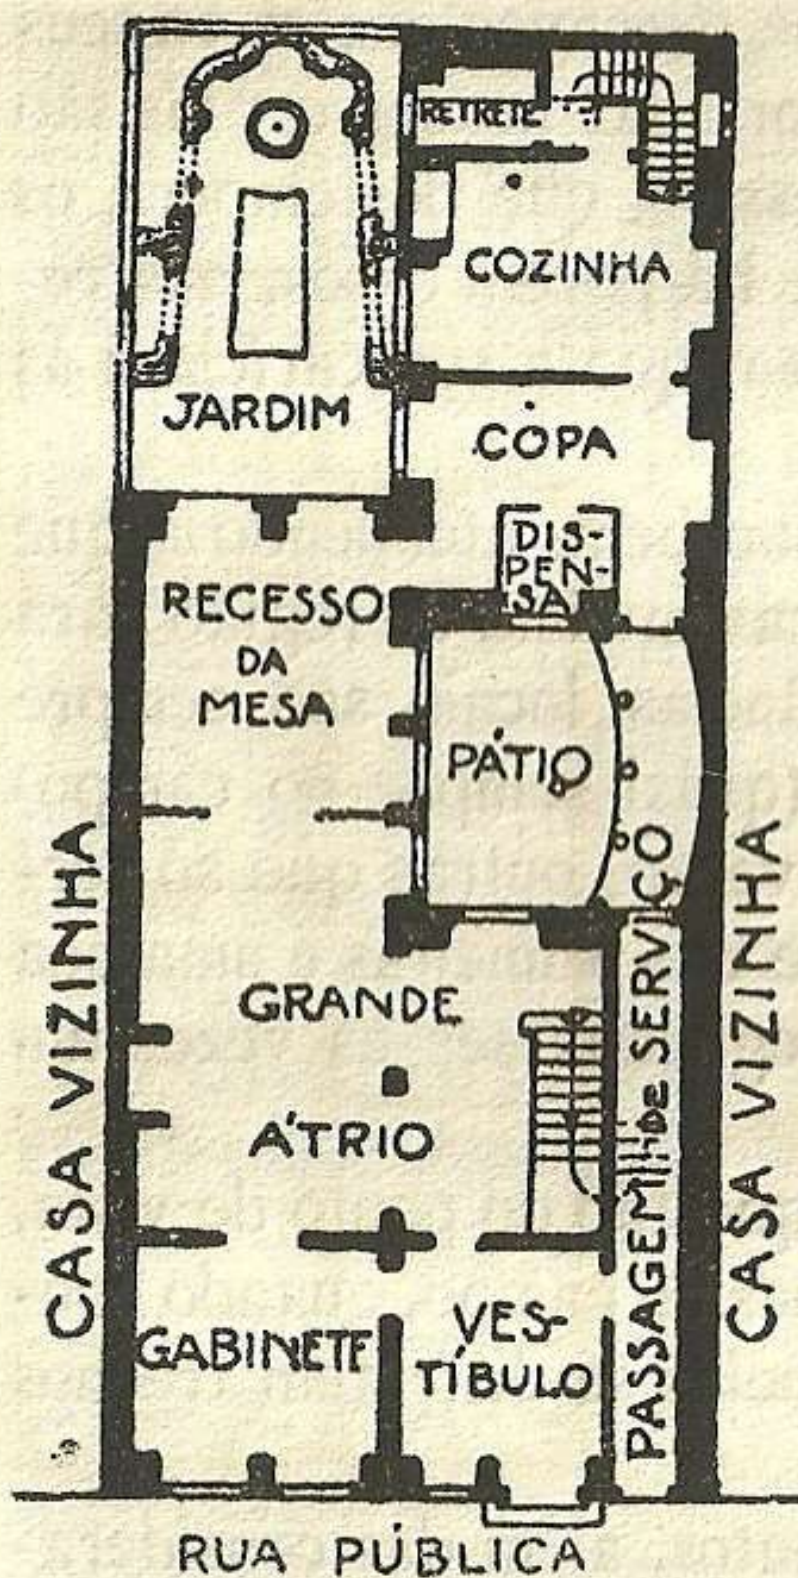 RETRETE
COZINHA
JARDIM
COPA
DIS-
PEN-
SA
RECESSO
DA
MESA
PÁTIO
CASA VIZINHA
GRANDE
ÁTRIO
PASSAGEM DE SERVIÇO
CASA VIZINHA
GABINETE
VES-
TÍBULO
RUA PÚBLICA